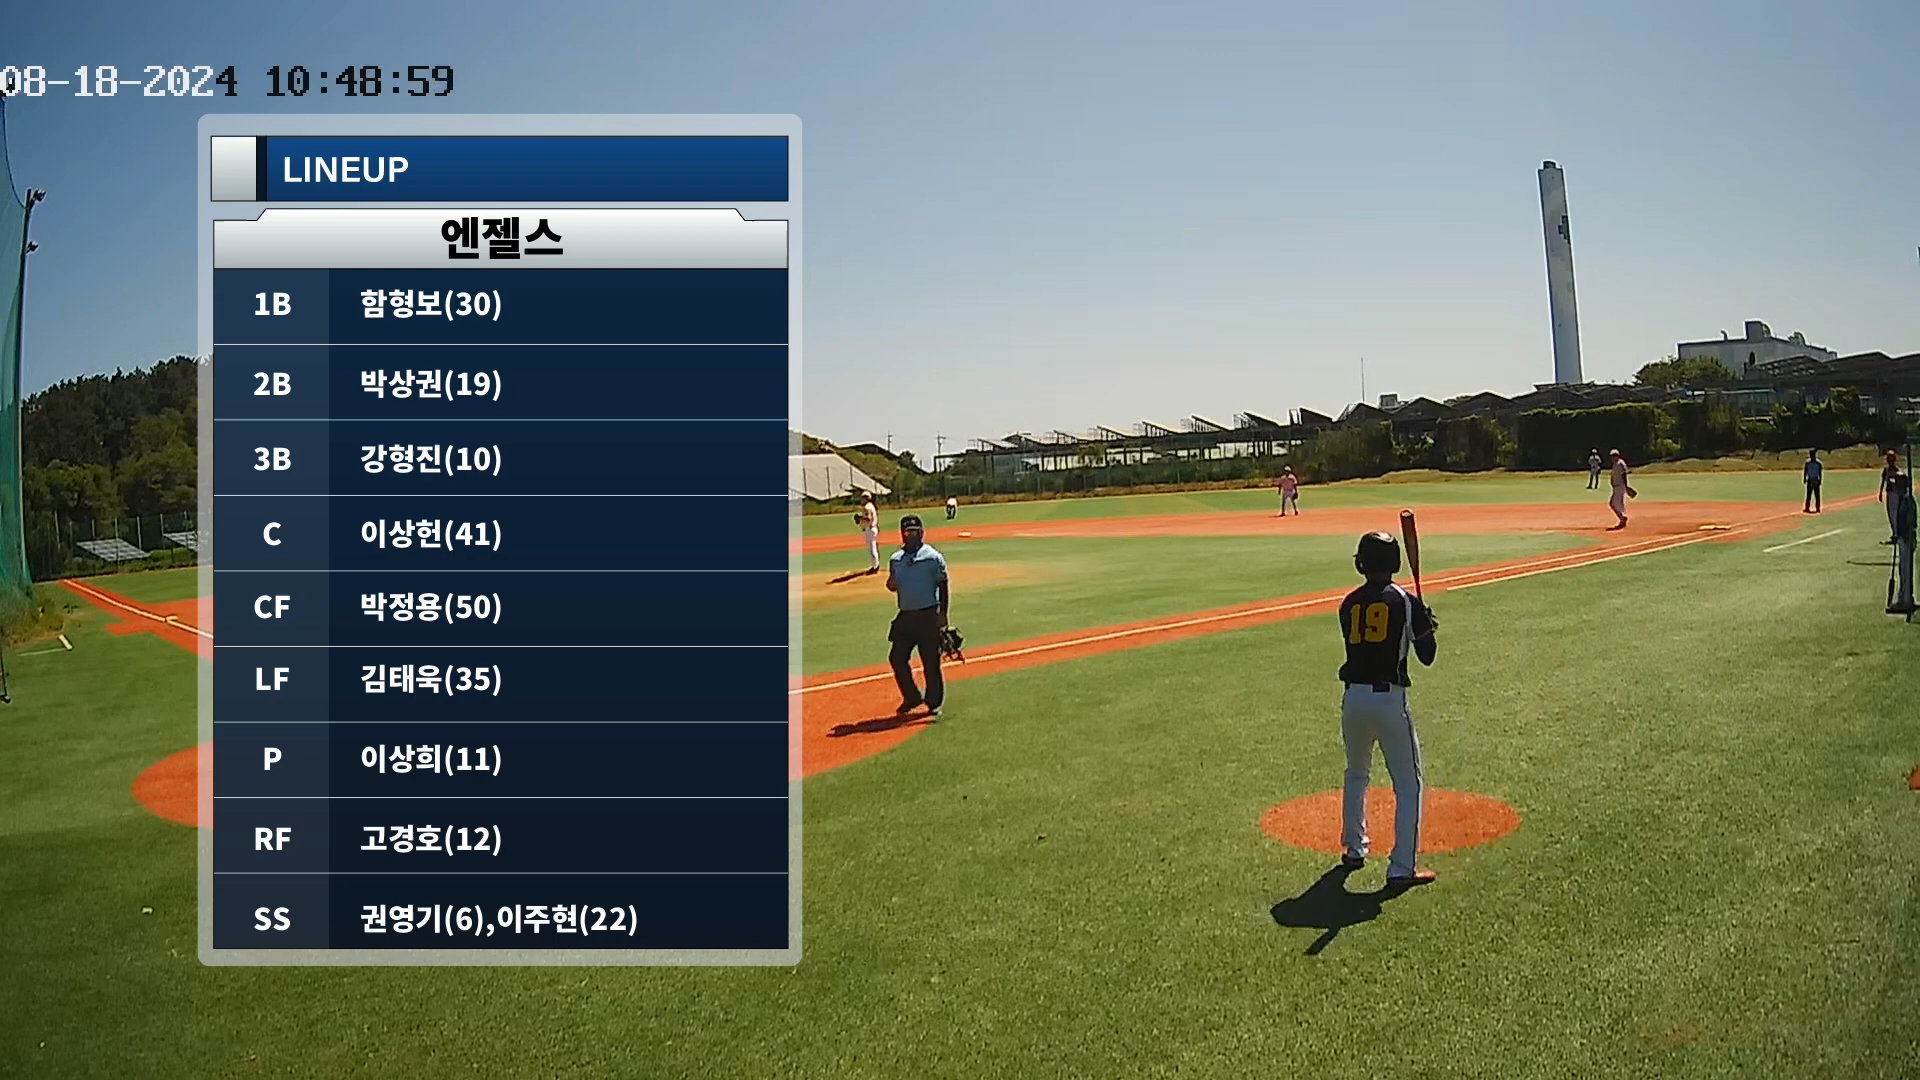 08-18-2024 10:48:59
LINEUP
엔젤스
1B 함형보(30)
2B 박상권(19)
3B 강형진(10)
C 이상헌(41)
CF 박정용(50)
LF 김태욱(35)
P 이상희(11)
RF 고경호(12)
SS 권영기(6),이주현(22)
19